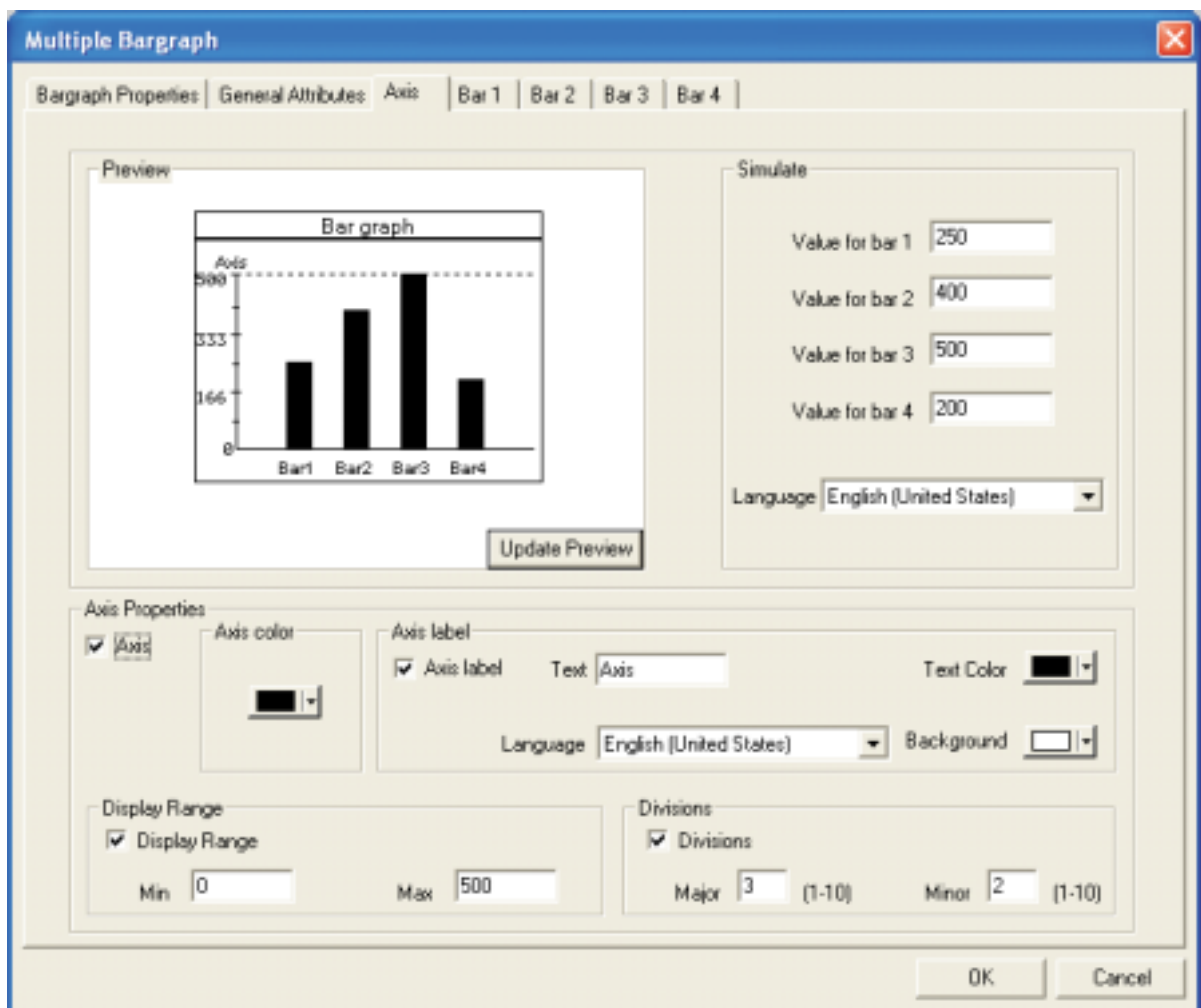 Multiple Bargraph
Bargraph Properties General Attributes Axis Bar 1 Bar 2 Bar 3 Bar 4
Preview
Bar graph
Axis
500
333
166
0
Bar1 Bar2 Bar3 Bar4
Update Preview
Simulate
Value for bar 1 250
Value for bar 2 400
Value for bar 3 500
Value for bar 4 200
Language English (United States)
Axis Properties
Axis
Axis color
Axis label
Axis label Text Axis Text Color
Language English (United States) Background
Display Range
Display Range
Min 0 Max 500
Divisions
Divisions
Major 3 (1-10) Minor 2 (1-10)
OK Cancel